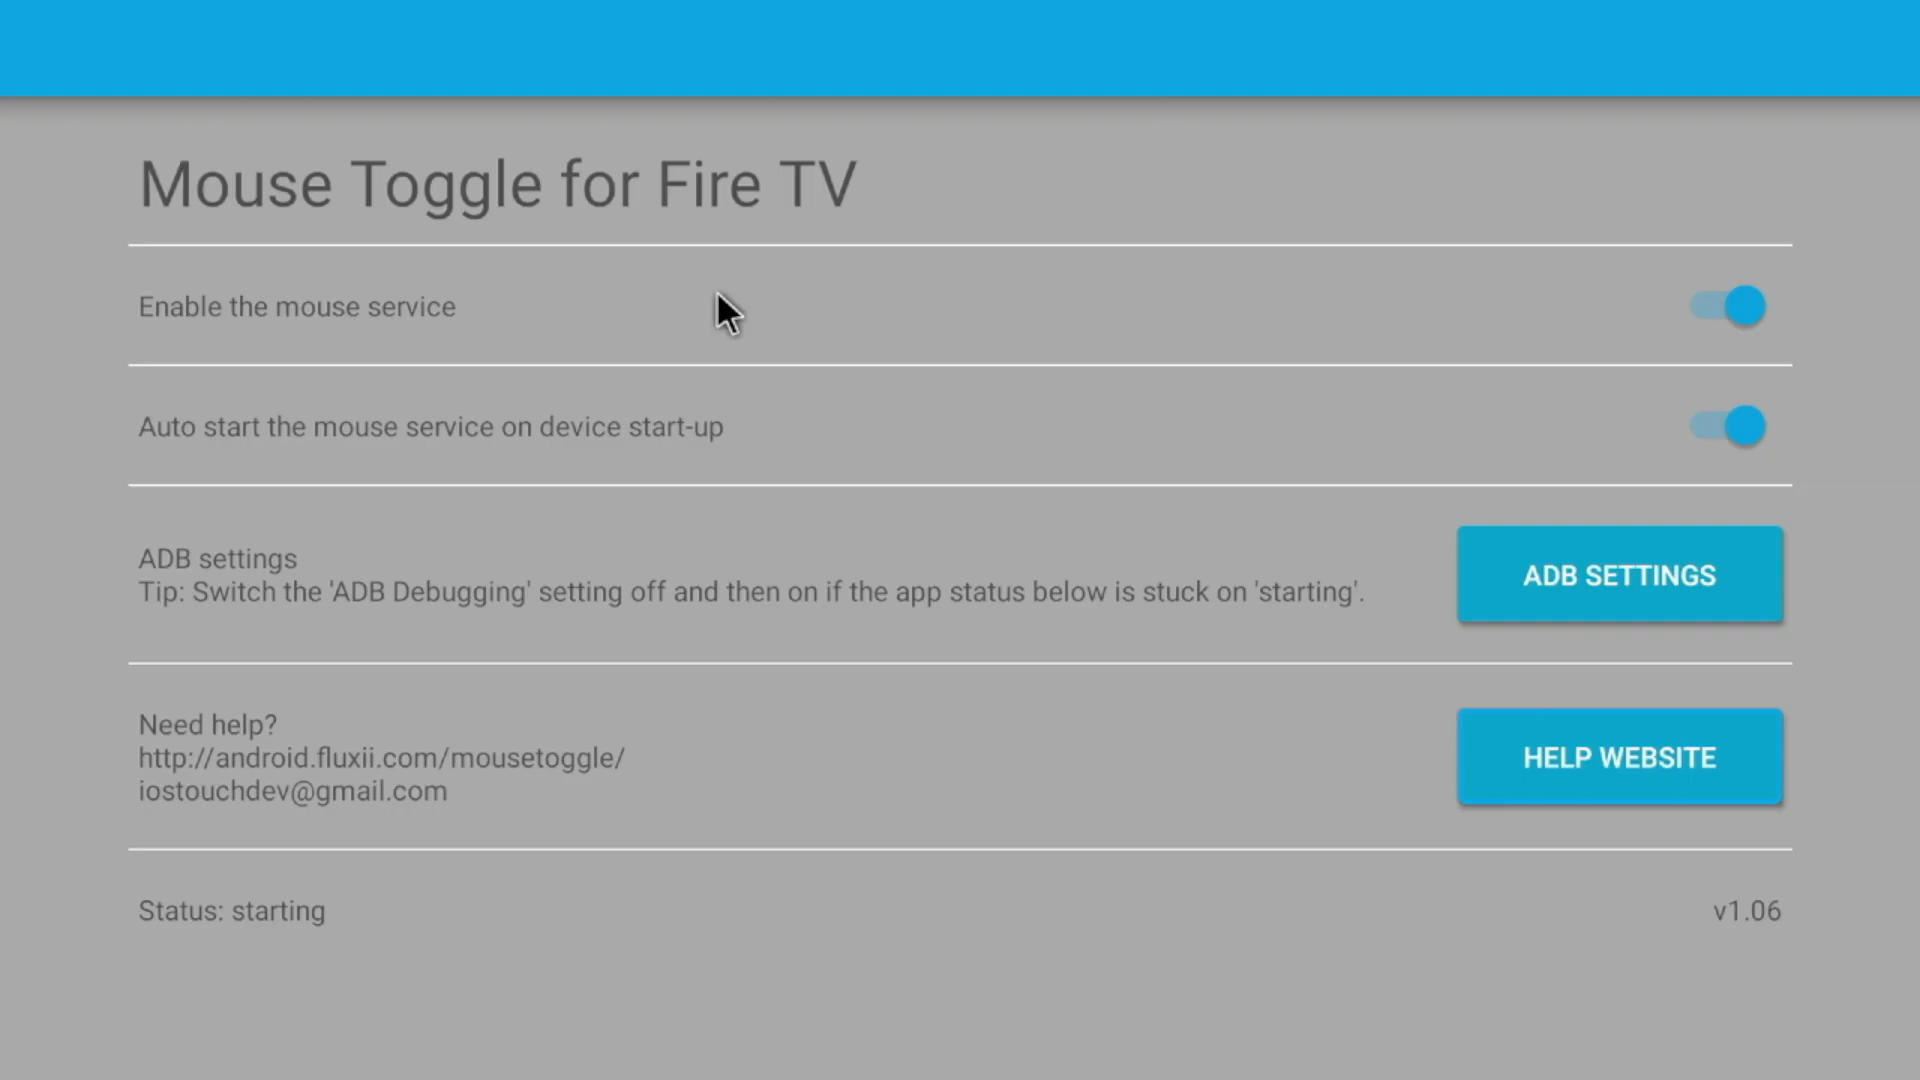 Mouse Toggle for Fire TV
Enable the mouse service
Auto start the mouse service on device start-up
ADB settings
Tip: Switch the 'ADB Debugging' setting off and then on if the app status below is stuck on 'starting'.
ADB SETTINGS
Need help?
http://android.fluxii.com/mousetoggle/
iostouchdev@gmail.com
HELP WEBSITE
Status: starting
v1.06